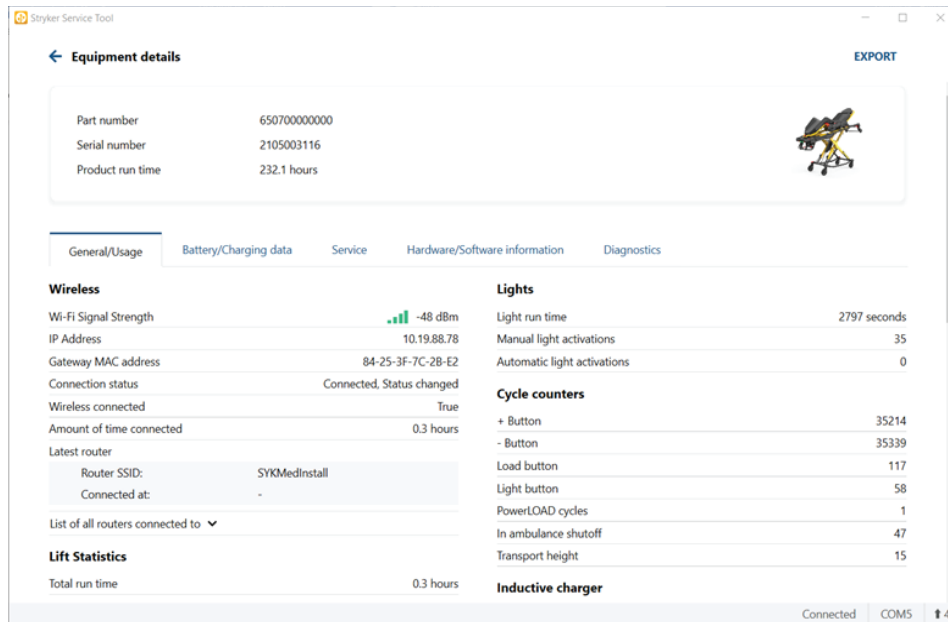 Stryker Service Tool
Equipment details
EXPORT
Part number 650700000000
Serial number 2105003116
Product run time 232.1 hours
General/Usage Battery/Charging data Service Hardware/Software information Diagnostics
Wireless
Wi-Fi Signal Strength -48 dBm
IP Address 10.19.88.78
Gateway MAC address 84-25-3F-7C-2B-E2
Connection status Connected, Status changed
Wireless connected True
Amount of time connected 0.3 hours
Latest router
Router SSID: SYKMedInstall
Connected at: -
List of all routers connected to
Lift Statistics
Total run time 0.3 hours
Lights
Light run time 2797 seconds
Manual light activations 35
Automatic light activations 0
Cycle counters
+ Button 35214
- Button 35339
Load button 117
Light button 58
PowerLOAD cycles 1
In ambulance shutoff 47
Transport height 15
Inductive charger
Connected COM5 4